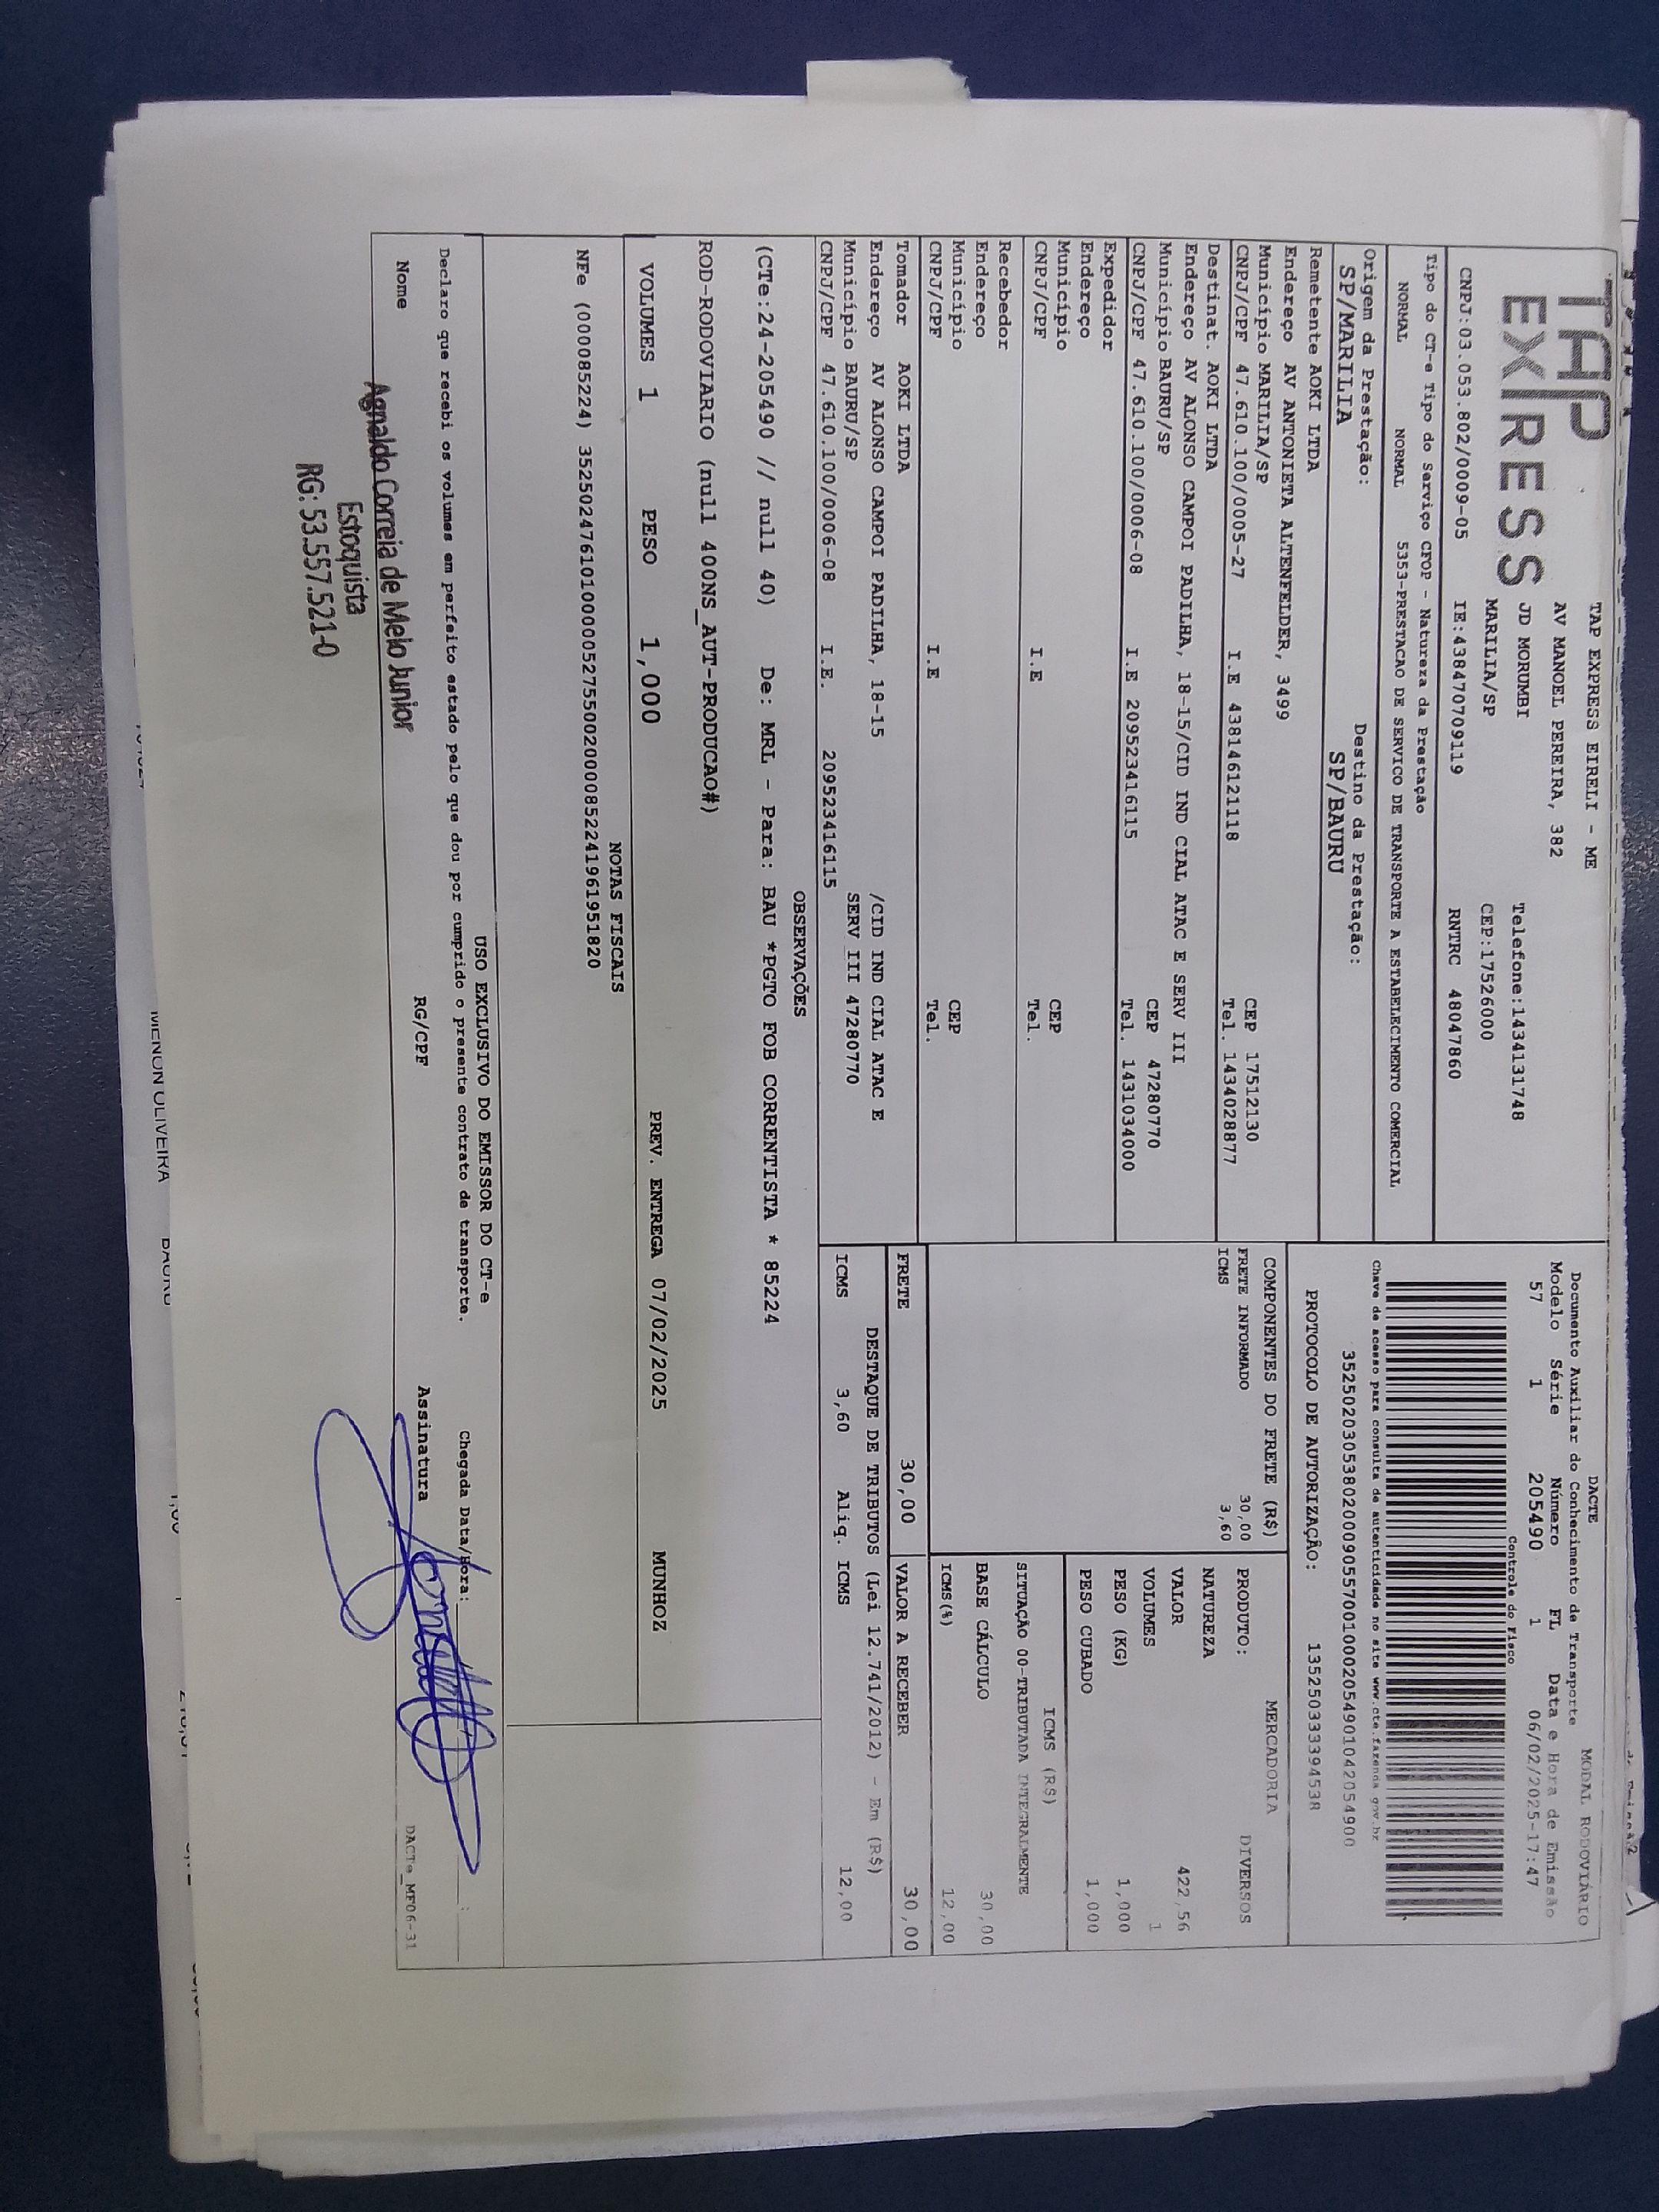 TAP
EXPRESS
TAP EXPRESS EIRELI - ME
AV MANOEL PEREIRA, 382
JD MORUMBI Telefone:1434131748
MARILIA/SP CEP:17526000
CNPJ:03.053.802/0009-05 IE:438470709119 RNTRC 48047860
DACTE MODAL RODOVIÁRIO
Documento Auxiliar do Conhecimento de Transporte
Modelo Série Número FL Data e Hora de Emissão
57 1 205490 1 06/02/2025-17:47
Controle do Fisco
Chave de acesso para consulta de autenticidade no site www.cte.fazenda.gov.br
35250203053802000905570010002054901042054900
PROTOCOLO DE AUTORIZAÇÃO: 135250333394538
Tipo do CT-e Tipo do Serviço CFOP - Natureza da Prestação
NORMAL NORMAL 5353-PRESTACAO DE SERVICO DE TRANSPORTE A ESTABELECIMENTO COMERCIAL
Origem da Prestação: Destino da Prestação:
SP/MARILIA SP/BAURU
Remetente AOKI LTDA
Endereço AV ANTONIETA ALTENFELDER, 3499
Município MARILIA/SP CEP 17512130
CNPJ/CPF 47.610.100/0005-27 I.E 438146121118 Tel. 1434028877
Destinat. AOKI LTDA
Endereço AV ALONSO CAMPOI PADILHA, 18-15/CID IND CIAL ATAC E SERV III
Município BAURU/SP CEP 47280770
CNPJ/CPF 47.610.100/0006-08 I.E 209523416115 Tel. 1431034000
Expedidor
Endereço
Município CEP
CNPJ/CPF I.E Tel.
Recebedor
Endereço
Município CEP
CNPJ/CPF I.E Tel.
Tomador AOKI LTDA
Endereço AV ALONSO CAMPOI PADILHA, 18-15 /CID IND CIAL ATAC E
Município BAURU/SP SERV III 47280770
CNPJ/CPF 47.610.100/0006-08 I.E. 209523416115
COMPONENTES DO FRETE (R$)
FRETE INFORMADO 30,00
ICMS 3,60
MERCADORIA
PRODUTO: DIVERSOS
NATUREZA
VALOR 422,56
VOLUMES 1
PESO (KG) 1,000
PESO CUBADO 1,000
ICMS (R$)
SITUAÇÃO 00-TRIBUTADA INTEGRALMENTE
BASE CÁLCULO 30,00
ICMS(%) 12,00
FRETE 30,00 VALOR A RECEBER 30,00
DESTAQUE DE TRIBUTOS (Lei 12.741/2012) - Em (R$)
ICMS 3,60 Aliq. ICMS 12,00
OBSERVAÇÕES
(CTe:24-205490 // null 40) De: MRL - Para: BAU *PGTO FOB CORRENTISTA * 85224
ROD-RODOVIARIO (null 400NS_AUT-PRODUCAO#)
VOLUMES 1 PESO 1,000 PREV. ENTREGA 07/02/2025 MUNHOZ
NOTAS FISCAIS
NFe (000085224) 35250247610100000527550020000852241961951820
USO EXCLUSIVO DO EMISSOR DO CT-e
Declaro que recebi os volumes em perfeito estado pelo que dou por cumprido o presente contrato de transporte. Chegada Data/Hora: :
Nome RG/CPF Assinatura DACTe_MF06-31
Agnaldo Correia de Melo Junior
Estoquista
RG: 53.557.521-0
MENON OLIVEIRA